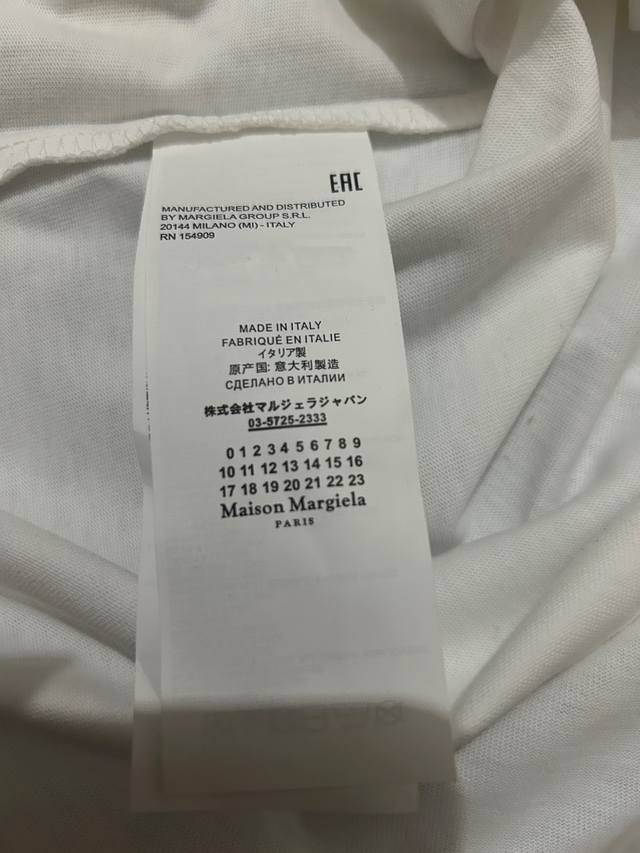 EAC
MANUFACTURED AND DISTRIBUTED
BY MARGIELA GROUP S.R.L.
20144 MILANO (MI) - ITALY
RN 154909
MADE IN ITALY
FABRIQUÉ EN ITALIE
イタリア製
原产国: 意大利製造
СДЕЛАНО В ИТАЛИИ
株式会社マルジェラジャパン
03-5725-2333
0 1 2 3 4 5 6 7 8 9
10 11 12 13 14 15 16
17 18 19 20 21 22 23
Maison Margiela
PARIS